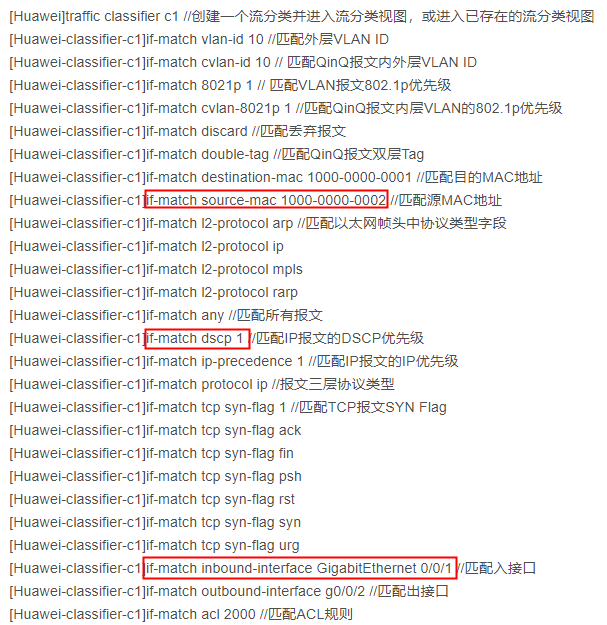 [Huawei]traffic classifier c1 //创建一个流分类并进入流分类视图，或进入已存在的流分类视图
[Huawei-classifier-c1]if-match vlan-id 10 //匹配外层VLAN ID
[Huawei-classifier-c1]if-match cvlan-id 10 // 匹配QinQ报文内外层VLAN ID
[Huawei-classifier-c1]if-match 8021p 1 // 匹配VLAN报文802.1p优先级
[Huawei-classifier-c1]if-match cvlan-8021p 1 //匹配QinQ报文内层VLAN的802.1p优先级
[Huawei-classifier-c1]if-match discard //匹配丢弃报文
[Huawei-classifier-c1]if-match double-tag //匹配QinQ报文双层Tag
[Huawei-classifier-c1]if-match destination-mac 1000-0000-0001 //匹配目的MAC地址
[Huawei-classifier-c1]if-match source-mac 1000-0000-0002 //匹配源MAC地址
[Huawei-classifier-c1]if-match l2-protocol arp //匹配以太网帧头中协议类型字段
[Huawei-classifier-c1]if-match l2-protocol ip
[Huawei-classifier-c1]if-match l2-protocol mpls
[Huawei-classifier-c1]if-match l2-protocol rarp
[Huawei-classifier-c1]if-match any //匹配所有报文
[Huawei-classifier-c1]if-match dscp 1 //匹配IP报文的DSCP优先级
[Huawei-classifier-c1]if-match ip-precedence 1 //匹配IP报文的IP优先级
[Huawei-classifier-c1]if-match protocol ip //报文三层协议类型
[Huawei-classifier-c1]if-match tcp syn-flag 1 //匹配TCP报文SYN Flag
[Huawei-classifier-c1]if-match tcp syn-flag ack
[Huawei-classifier-c1]if-match tcp syn-flag fin
[Huawei-classifier-c1]if-match tcp syn-flag psh
[Huawei-classifier-c1]if-match tcp syn-flag rst
[Huawei-classifier-c1]if-match tcp syn-flag syn
[Huawei-classifier-c1]if-match tcp syn-flag urg
[Huawei-classifier-c1]if-match inbound-interface GigabitEthernet 0/0/1 //匹配入接口
[Huawei-classifier-c1]if-match outbound-interface g0/0/2 //匹配出接口
[Huawei-classifier-c1]if-match acl 2000 //匹配ACL规则